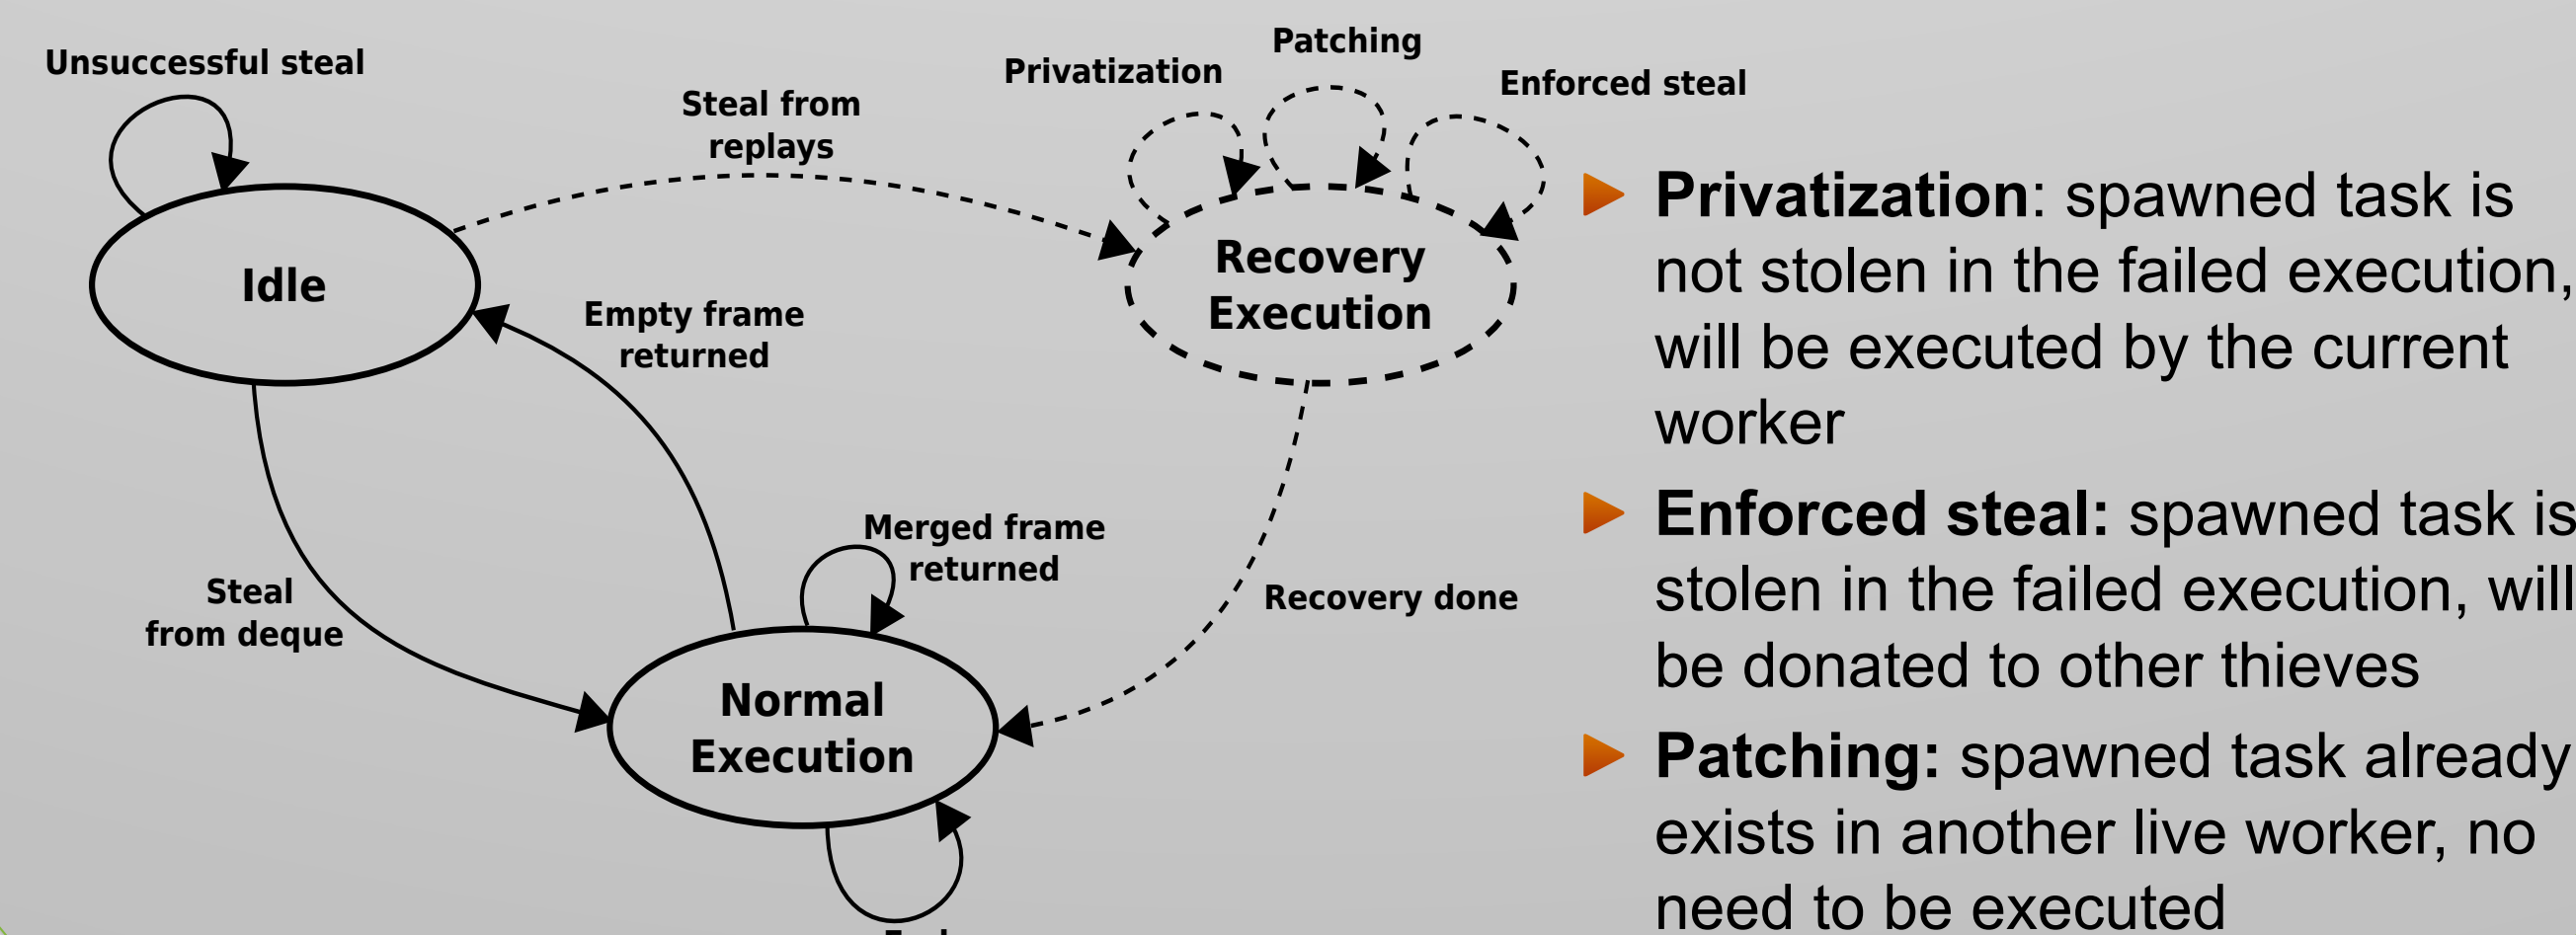 Unsuccessful steal
Steal from
replays
Privatization
Patching
Enforced steal
Idle
Recovery
Execution
Empty frame
returned
Steal
from deque
Merged frame
returned
Recovery done
Normal
Execution
Privatization: spawned task is
not stolen in the failed execution,
will be executed by the current
worker
Enforced steal: spawned task is
stolen in the failed execution, will
be donated to other thieves
Patching: spawned task already
exists in another live worker, no
need to be executed